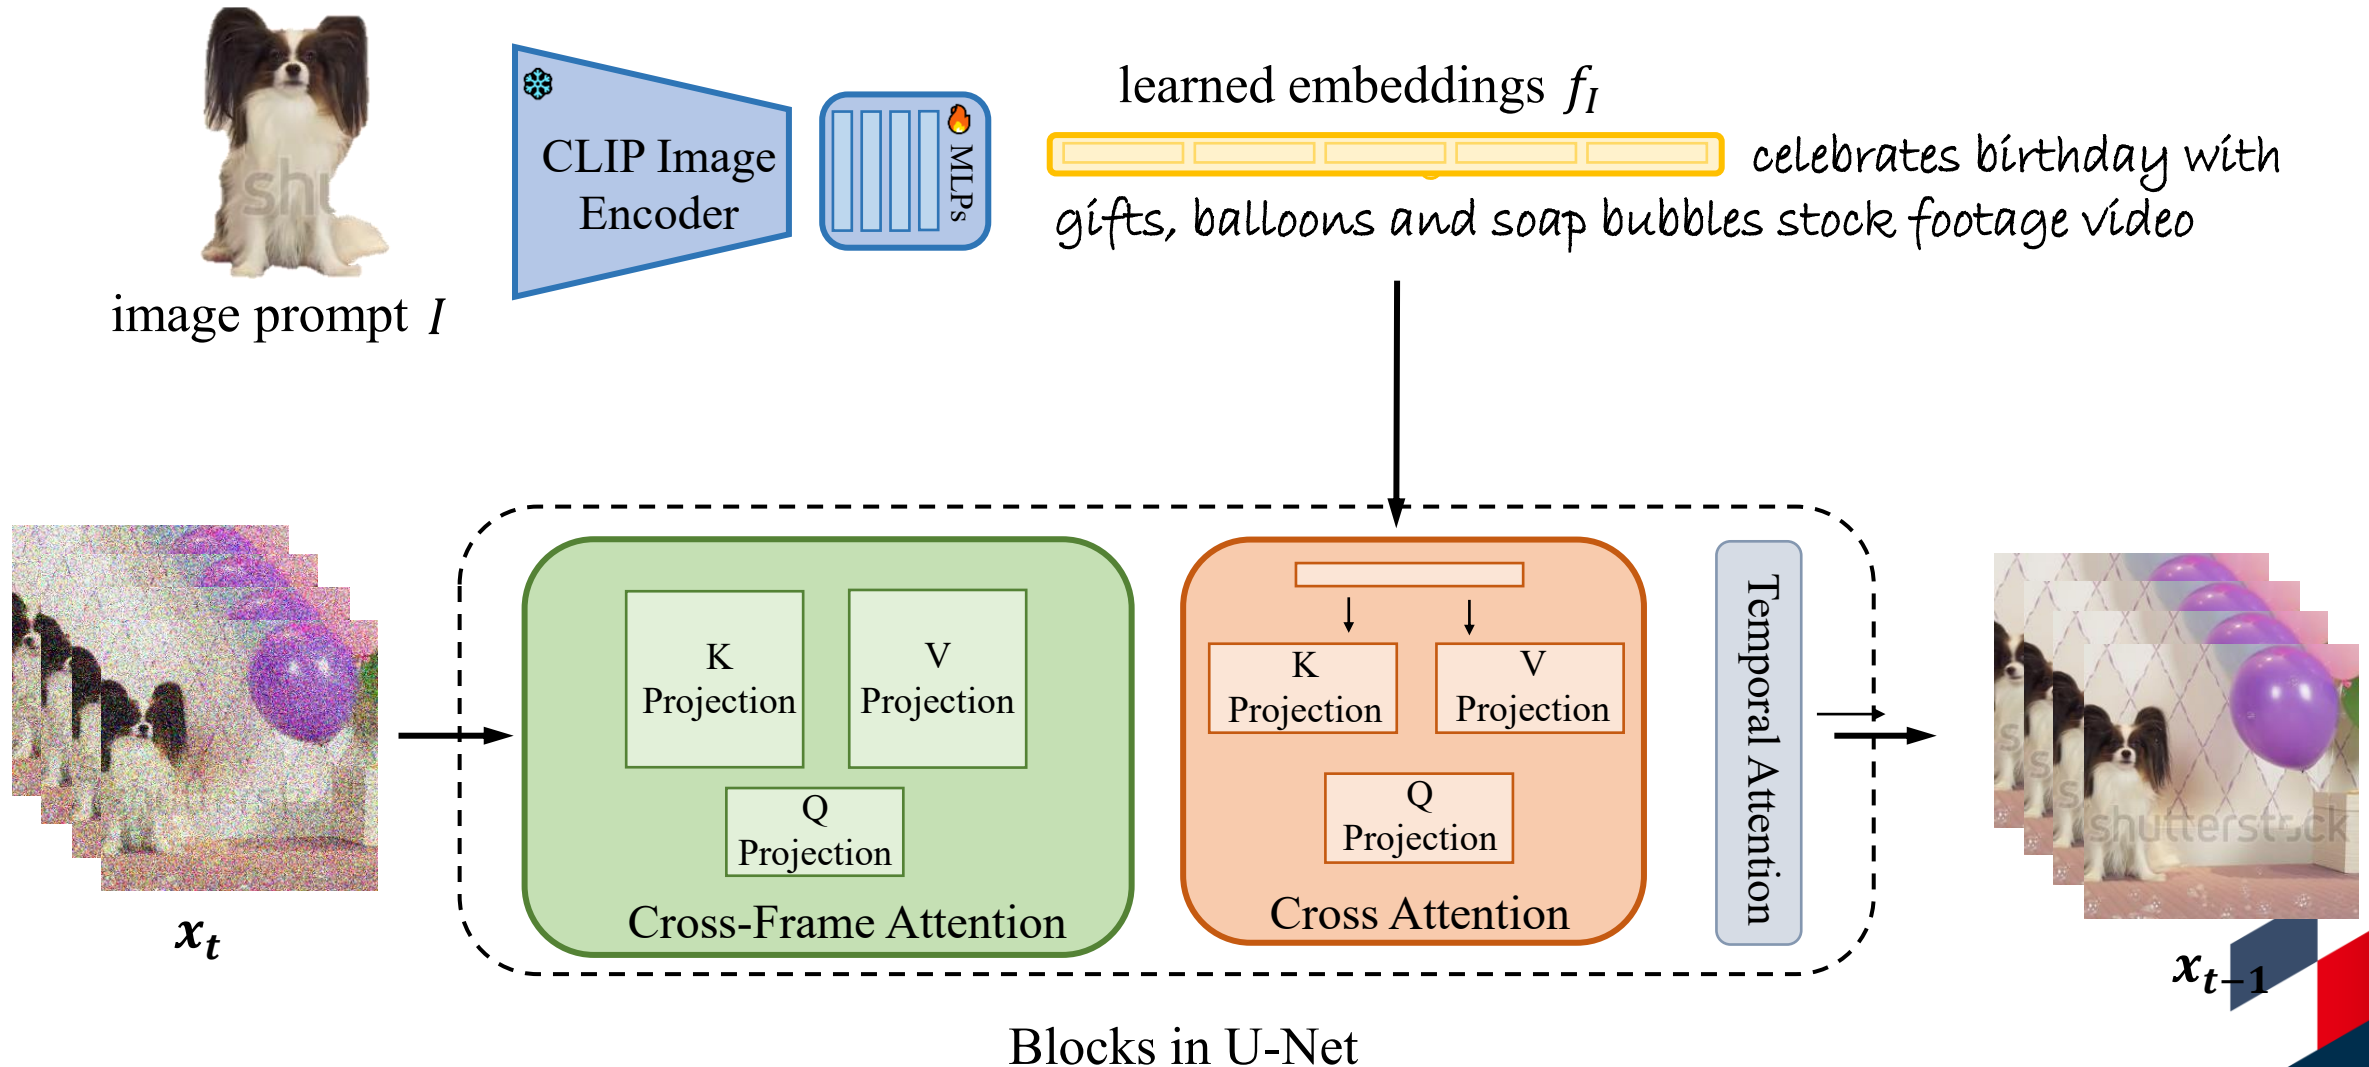 shu
image prompt I
CLIP Image
Encoder
MLPs
learned embeddings f_I
celebrates birthday with
gifts, balloons and soap bubbles stock footage video
K
Projection
V
Projection
Q
Projection
Cross-Frame Attention
K
Projection
V
Projection
Q
Projection
Cross Attention
Temporal Attention
x_t
s
s
s
shutterstock
x_{t-1}
Blocks in U-Net